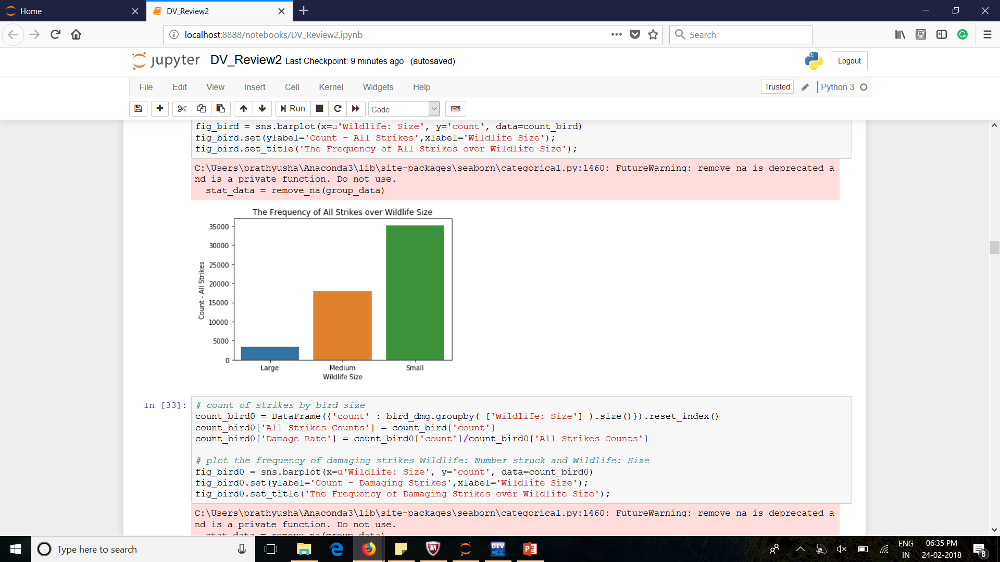 Home
DV_Review2
localhost:8888/notebooks/DV_Review2.ipynb
Search
jupyter DV_Review2 Last Checkpoint: 9 minutes ago (autosaved)
Logout
File Edit View Insert Cell Kernel Widgets Help
Trusted
Python 3
Run
Code
fig_bird = sns.barplot(x=u'Wildlife: Size', y='count', data=count_bird)
fig_bird.set(ylabel='Count - All Strikes',xlabel='Wildlife Size');
fig_bird.set_title('The Frequency of All Strikes over Wildlife Size');
C:\Users\prathyusha\Anaconda3\lib\site-packages\seaborn\categorical.py:1460: FutureWarning: remove_na is deprecated a
nd is a private function. Do not use.
  stat_data = remove_na(group_data)
The Frequency of All Strikes over Wildlife Size
Count - All Strikes
35000
30000
25000
20000
15000
10000
5000
0
Large Medium Small
Wildlife Size
In [33]:
# count of strikes by bird size
count_bird0 = DataFrame({'count' : bird_dmg.groupby( ['Wildlife: Size'] ).size()}).reset_index()
count_bird0['All Strikes Counts'] = count_bird['count']
count_bird0['Damage Rate'] = count_bird0['count']/count_bird0['All Strikes Counts']
# plot the frequency of damaging strikes Wildlife: Number struck and Wildlife: Size
fig_bird0 = sns.barplot(x=u'Wildlife: Size', y='count', data=count_bird0)
fig_bird0.set(ylabel='Count - Damaging Strikes',xlabel='Wildlife Size');
fig_bird0.set_title('The Frequency of Damaging Strikes over Wildlife Size');
C:\Users\prathyusha\Anaconda3\lib\site-packages\seaborn\categorical.py:1460: FutureWarning: remove_na is deprecated a
nd is a private function. Do not use.
  stat_data = remove_na(group_data)
Type here to search
DEV
C++
P
ENG
IN
06:35 PM
24-02-2018
8